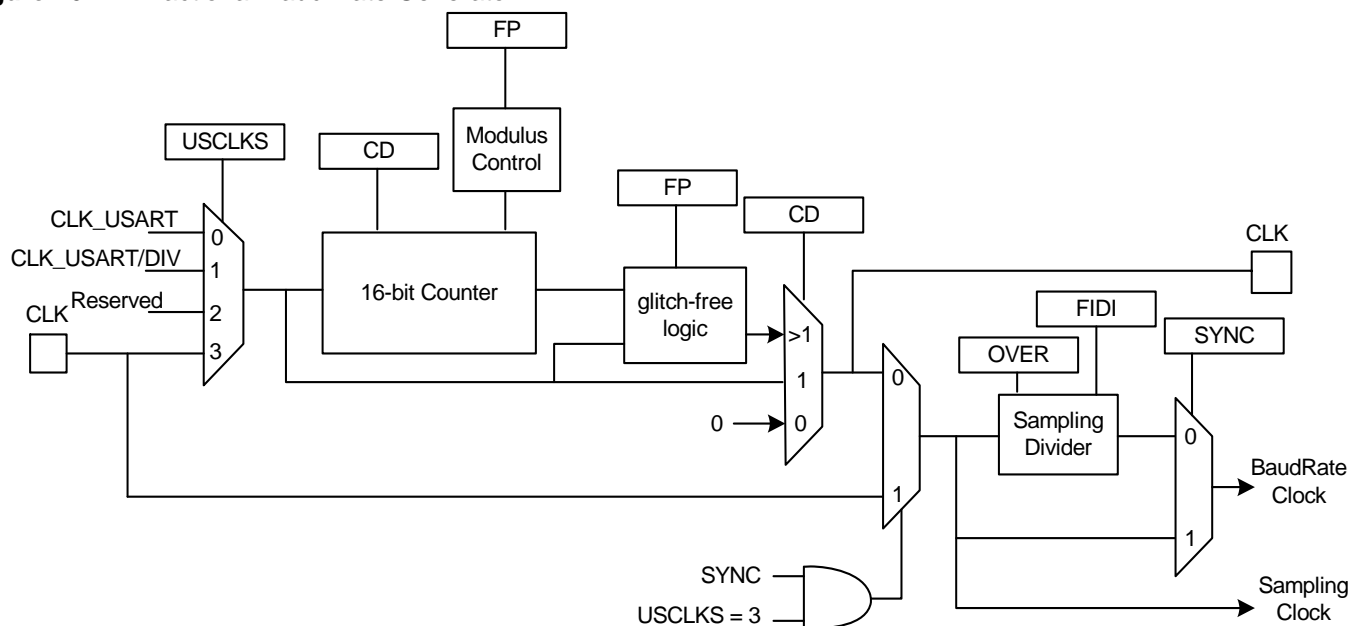 FP
USCLKS
CD
Modulus
Control
FP
CD
CLK_USART
0
CLK_USART/DIV
1
Reserved
2
CLK
3
16-bit Counter
glitch-free
logic
>1
1
0
0
CLK
FIDI
OVER
SYNC
0
1
Sampling
Divider
0
1
BaudRate
Clock
SYNC
USCLKS = 3
Sampling
Clock